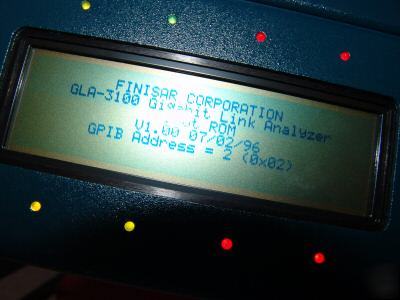 FINISAR CORPORATION
GLA-3100 Gigabit Link Analyzer
ROM
V1.00 07/02/96
GPIB Address = 2 (0x02)